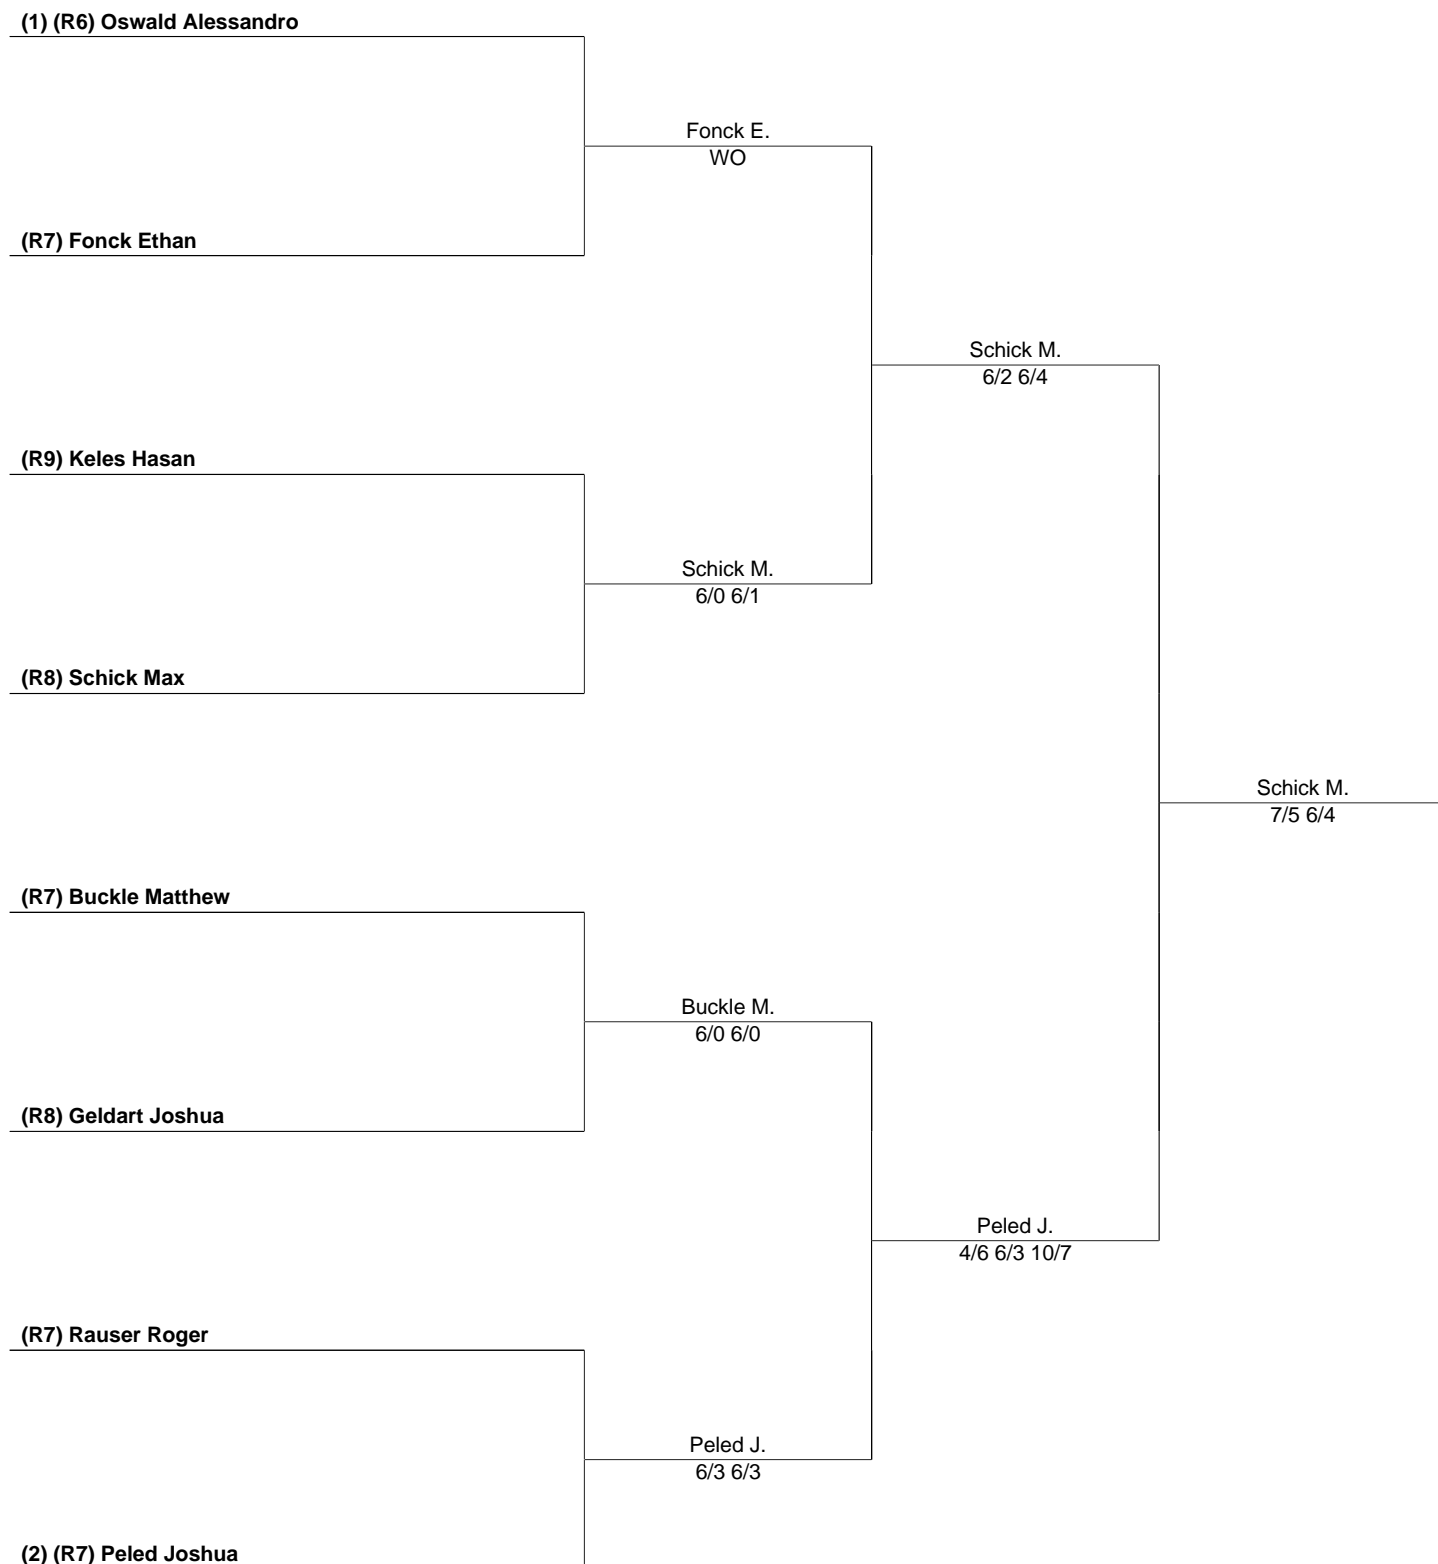 (1) (R6) Oswald Alessandro
Fonck E.
WO
(R7) Fonck Ethan
Schick M.
6/2 6/4
(R9) Keles Hasan
Schick M.
6/0 6/1
(R8) Schick Max
Schick M.
7/5 6/4
(R7) Buckle Matthew
Buckle M.
6/0 6/0
(R8) Geldart Joshua
Peled J.
4/6 6/3 10/7
(R7) Rauser Roger
Peled J.
6/3 6/3
(2) (R7) Peled Joshua